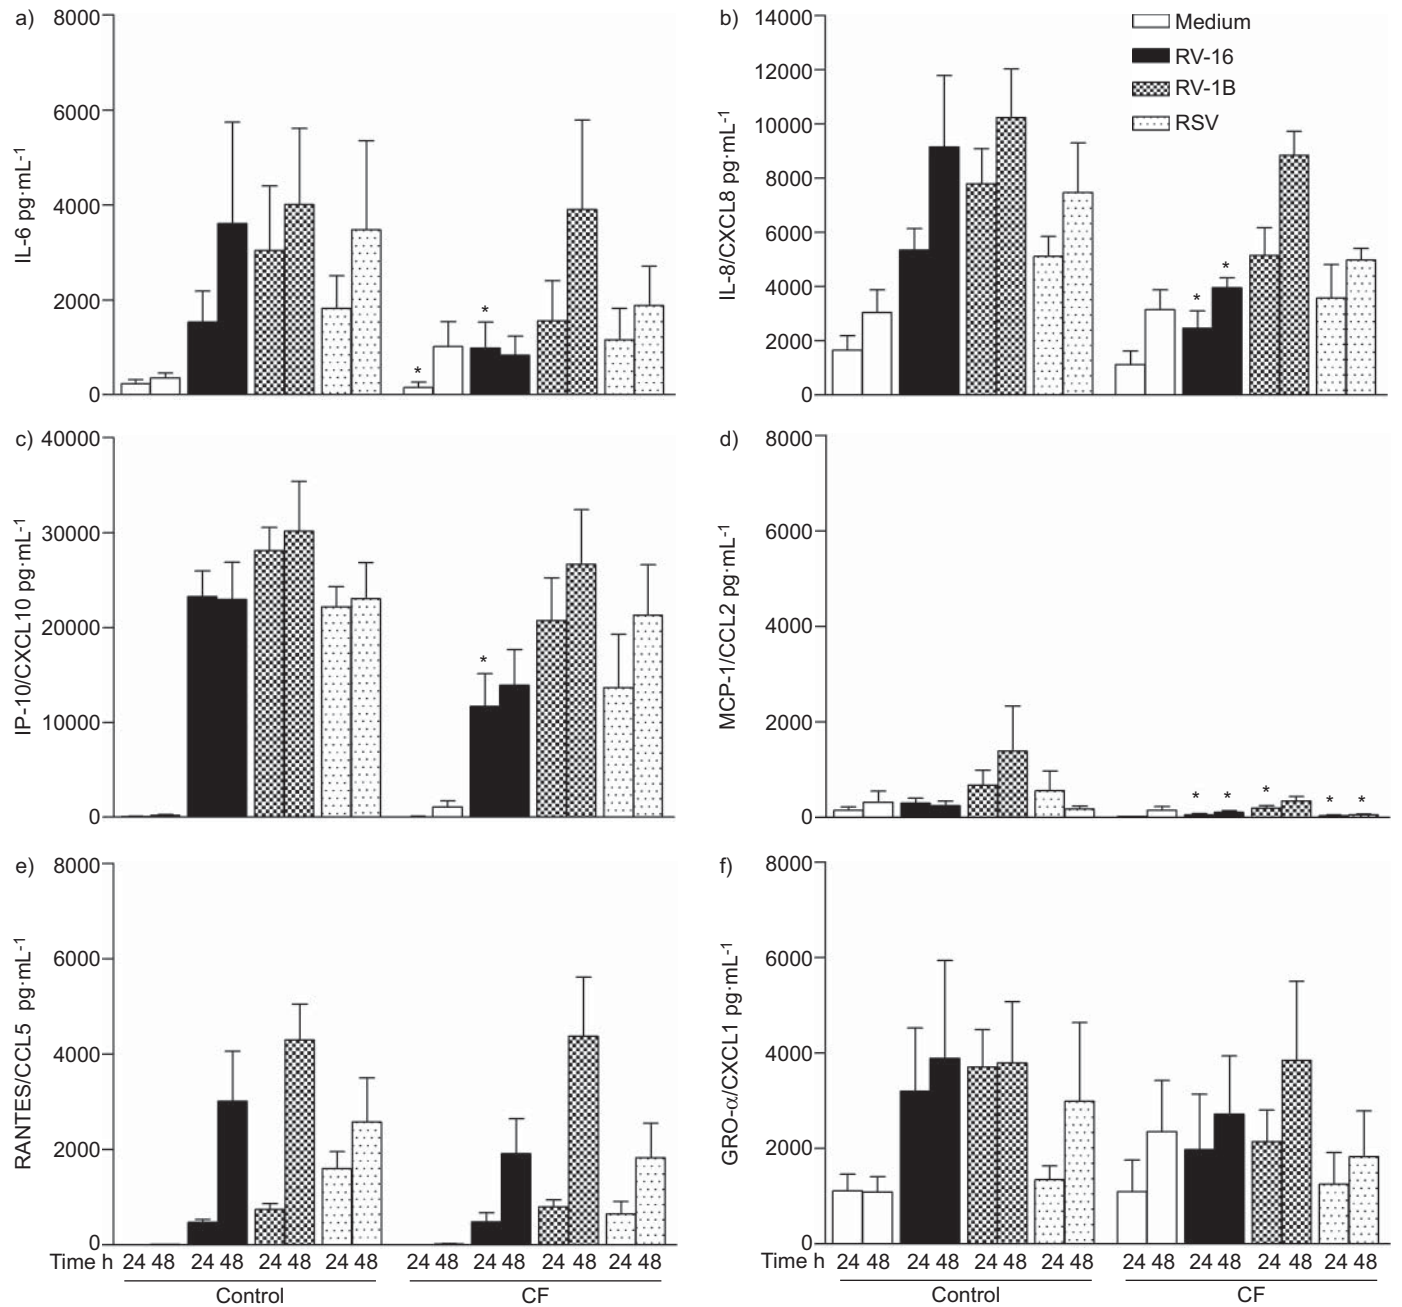 a)
8000
6000
4000
2000
0
IL-6 pg·mL-1
*
*
b)
14000
12000
10000
8000
6000
4000
2000
0
IL-8/CXCL8 pg·mL-1
Medium
RV-16
RV-1B
RSV
*
*
c)
40000
30000
20000
10000
0
IP-10/CXCL10 pg·mL-1
*
d)
8000
6000
4000
2000
0
MCP-1/CCL2 pg·mL-1
* * * * *
e)
8000
6000
4000
2000
0
RANTES/CCL5 pg·mL-1
Time h 24 48 24 48 24 48 24 48 24 48 24 48 24 48 24 48
Control CF
f)
8000
6000
4000
2000
0
GRO-α/CXCL1 pg·mL-1
24 48 24 48 24 48 24 48 24 48 24 48 24 48 24 48
Control CF